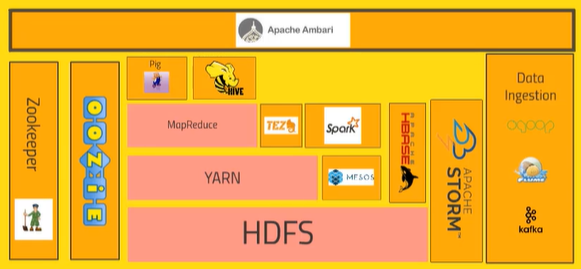 Apache Ambari
Zookeeper
OOZiE
Pig
HIVE
MapReduce
TEZ
Spark
YARN
MESOS
HDFS
APACHE
HBASE
APACHE
STORM™
Data
Ingestion
sqoop
FLUME
kafka